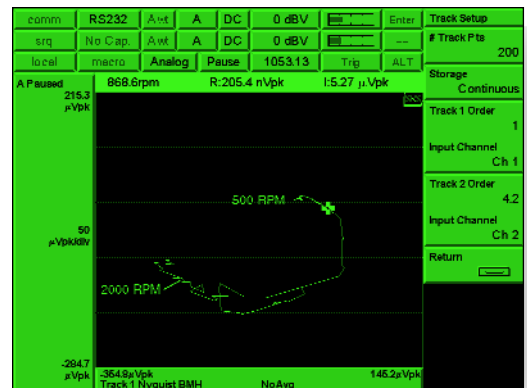 comm RS232 Awt A DC 0 dBV Enter Track Setup
srq No Cap. Awt A DC 0 dBV --
local macro Analog Pause 1053.13 Trig ALT
# Track Pts
200
A Paused 868.6rpm R:205.4 nVpk I:5.27 µVpk
Storage
Continuous
215.3
µVpk
Track 1 Order
1
Input Channel
Ch 1
Track 2 Order
4.2
Input Channel
Ch 2
500 RPM
50
µVpk/div
Return
2000 RPM
-284.7
µVpk
-354.8µVpk 145.2µVpk
Track 1 Nyquist BMH NoAvg